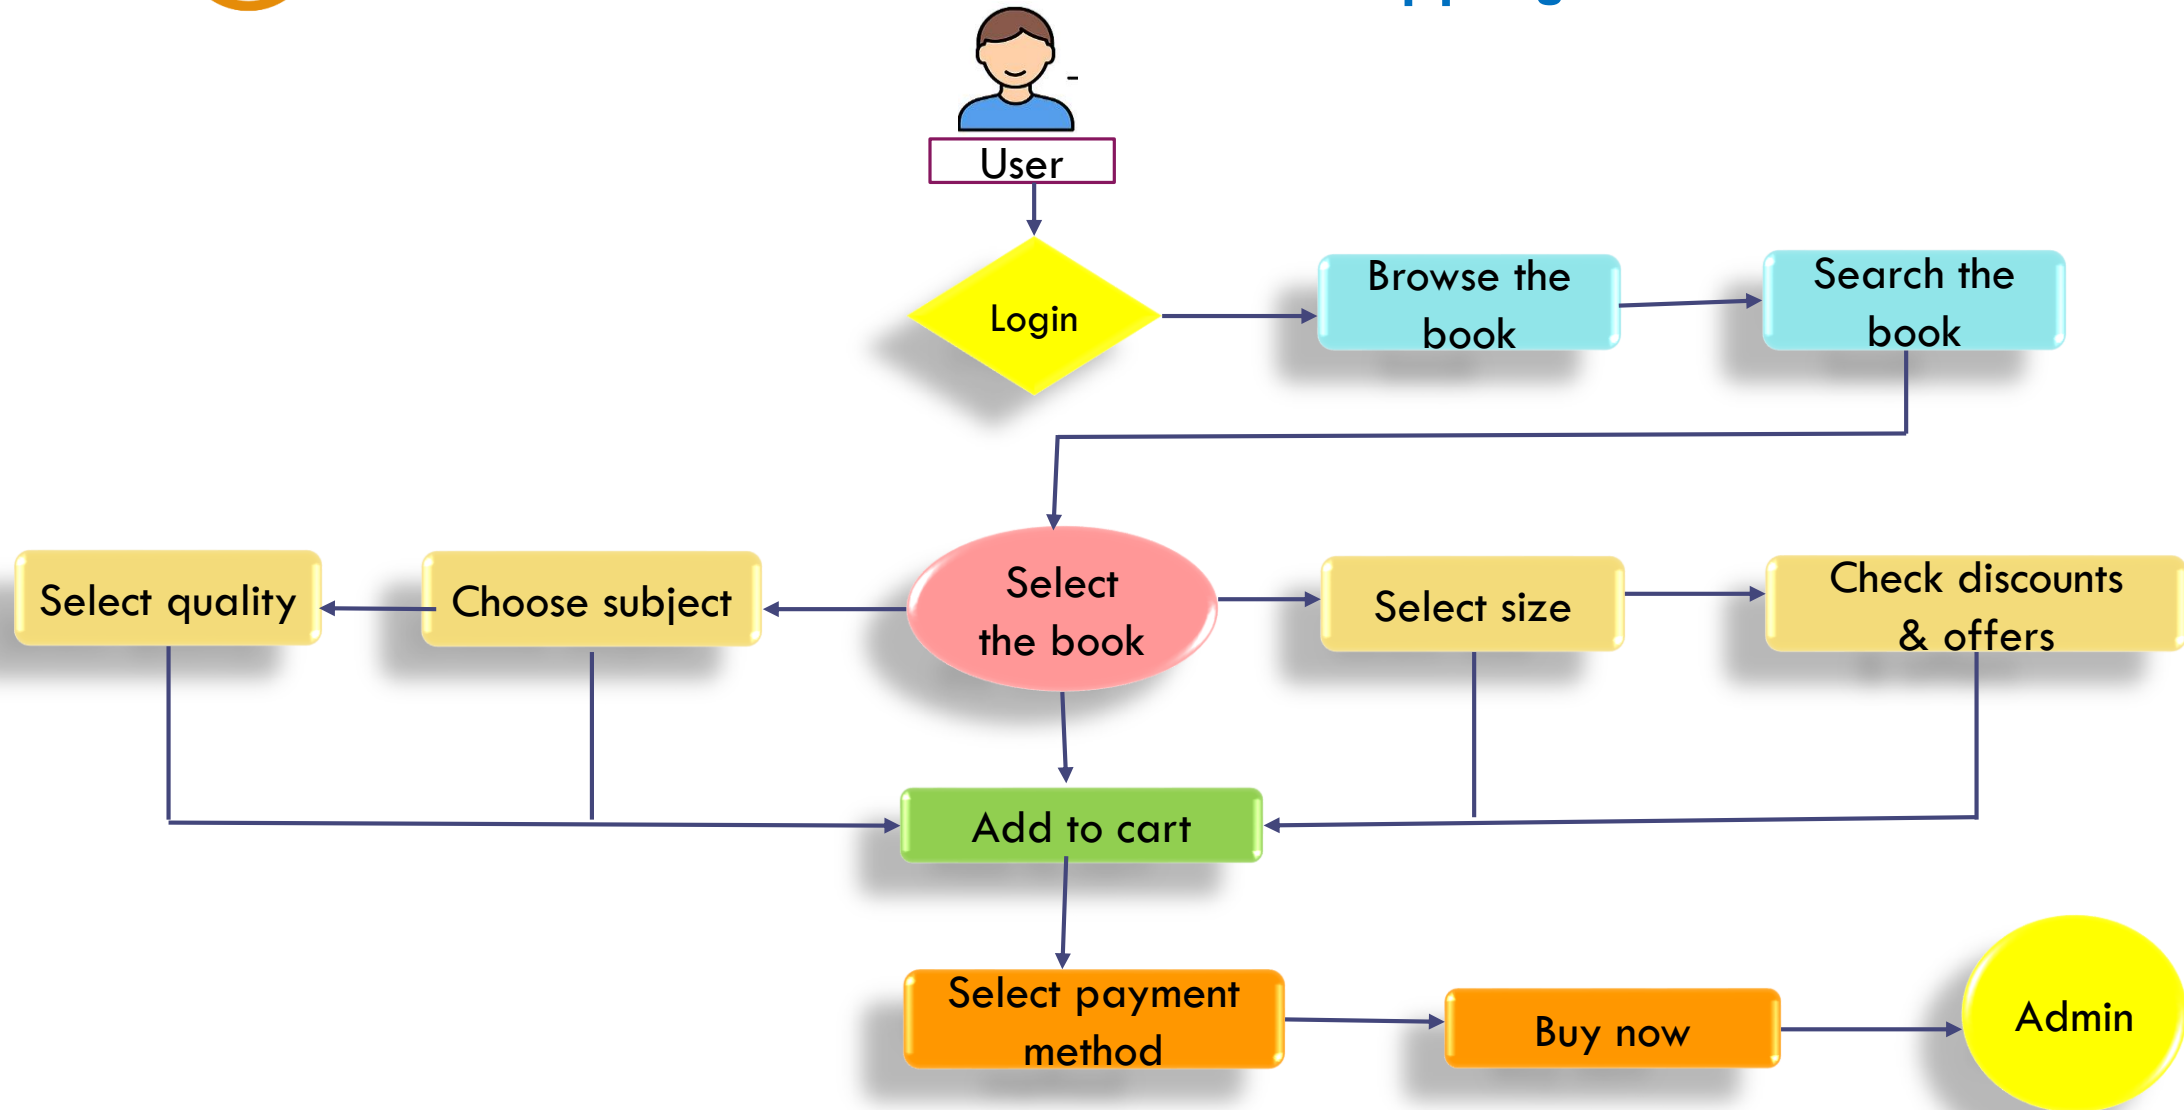 User
Login
Browse the
book
Search the
book
Select quality
Choose subject
Select
the book
Select size
Check discounts
& offers
Add to cart
Select payment
method
Buy now
Admin